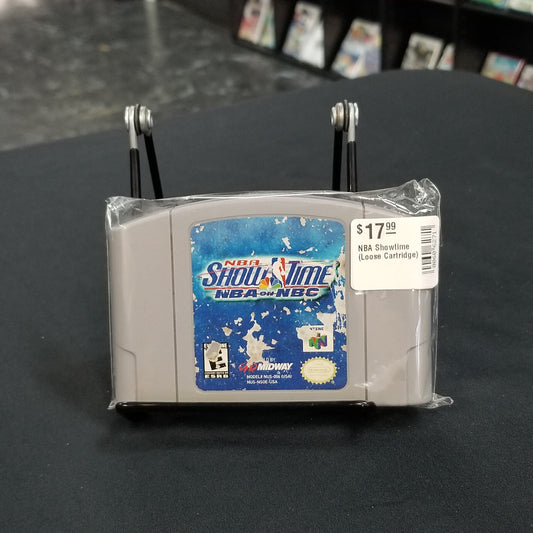 $17.99
NBA Showtime
(Loose Cartridge)
NBA
SHOWTIME
NBA ON NBC
N
E
ESRB
D BY
MIDWAY
MODEL# NUS-006 (USA)
NUS-NSOE-USA